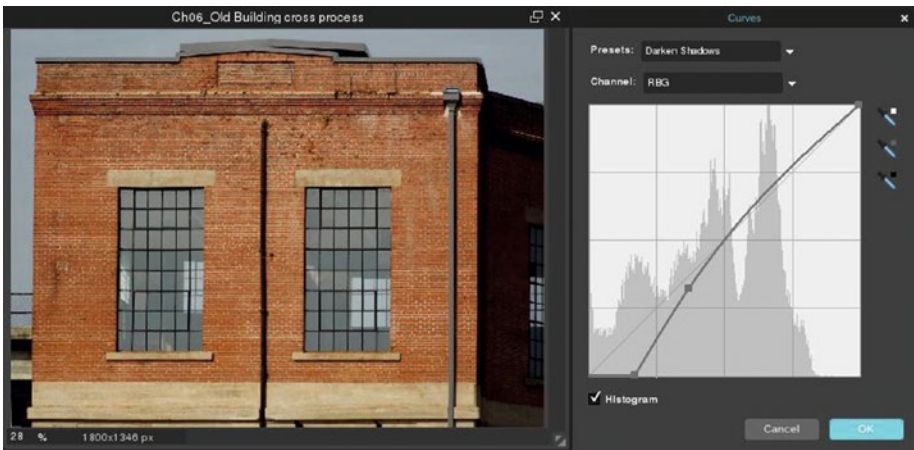 Ch06_Old Building cross process
28 % 1800x1346 px
Curves
Presets: Darken Shadows
Channel: RBG
Histogram
Cancel OK